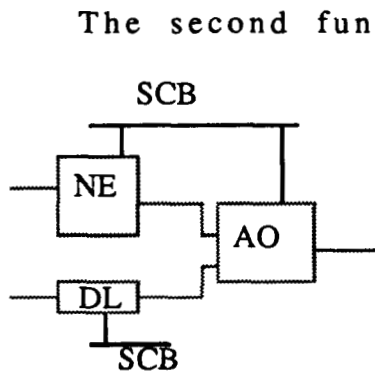 The second fun
SCB
NE
AO
DL
SCB